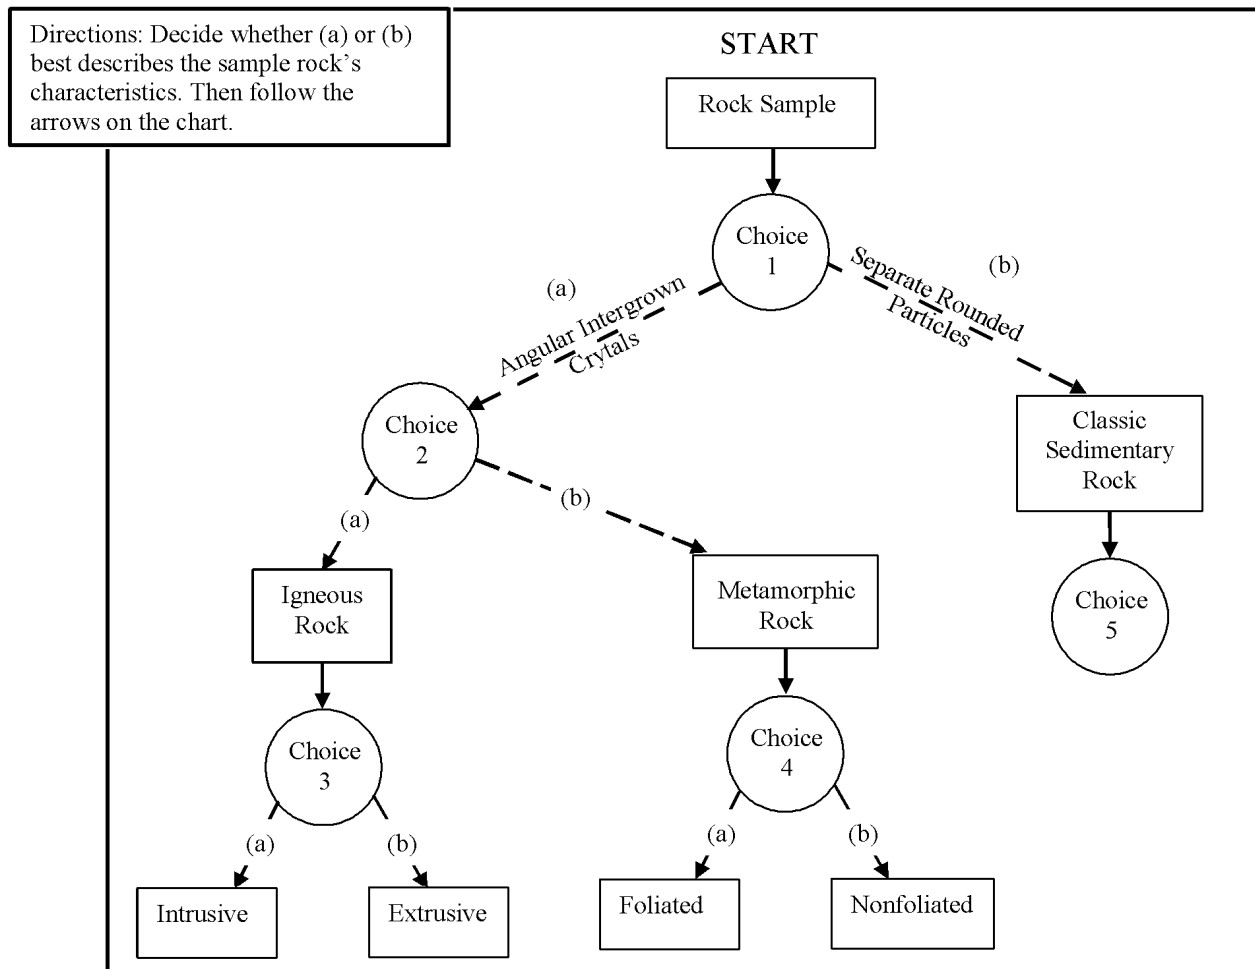 Directions: Decide whether (a) or (b)
best describes the sample rock's
characteristics. Then follow the
arrows on the chart.
START
Rock Sample
Choice
1
(a)
Angular Intergrown
Crytals
(b)
Separate Rounded
Particles
Choice
2
Classic
Sedimentary
Rock
(a)
(b)
Igneous
Rock
Metamorphic
Rock
Choice
5
Choice
3
Choice
4
(a)
(b)
(a)
(b)
Intrusive
Extrusive
Foliated
Nonfoliated